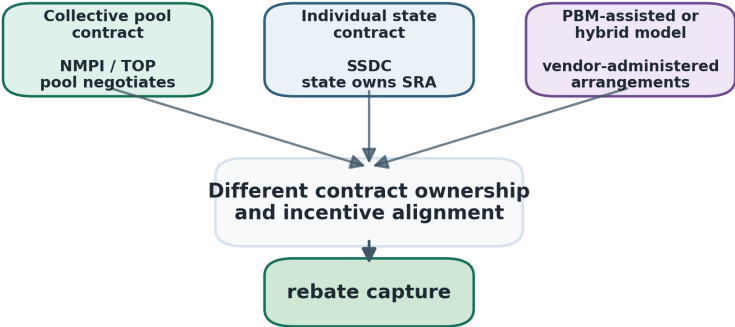 Collective pool
contract
NMPI / TOP
pool negotiates
Individual state
contract
SSDC
state owns SRA
PBM-assisted or
hybrid model
vendor-administered
arrangements
Different contract ownership
and incentive alignment
rebate capture